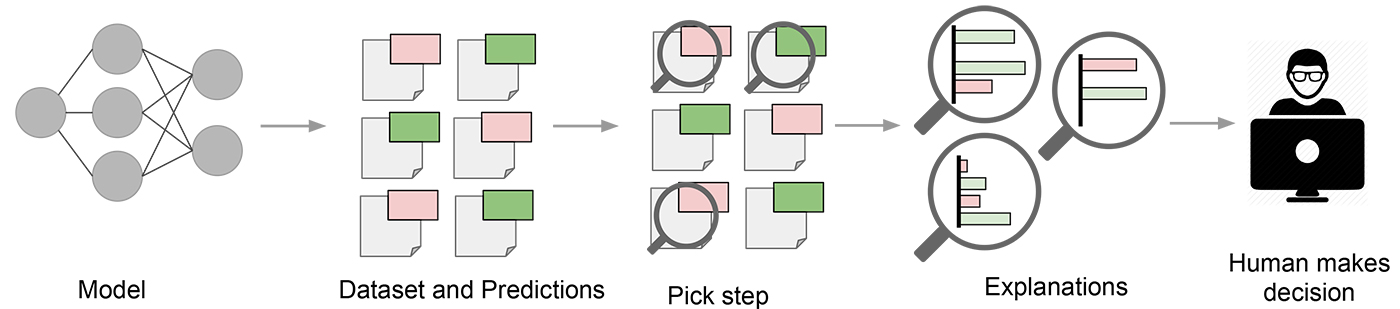 Model
Dataset and Predictions
Pick step
Explanations
Human makes
decision